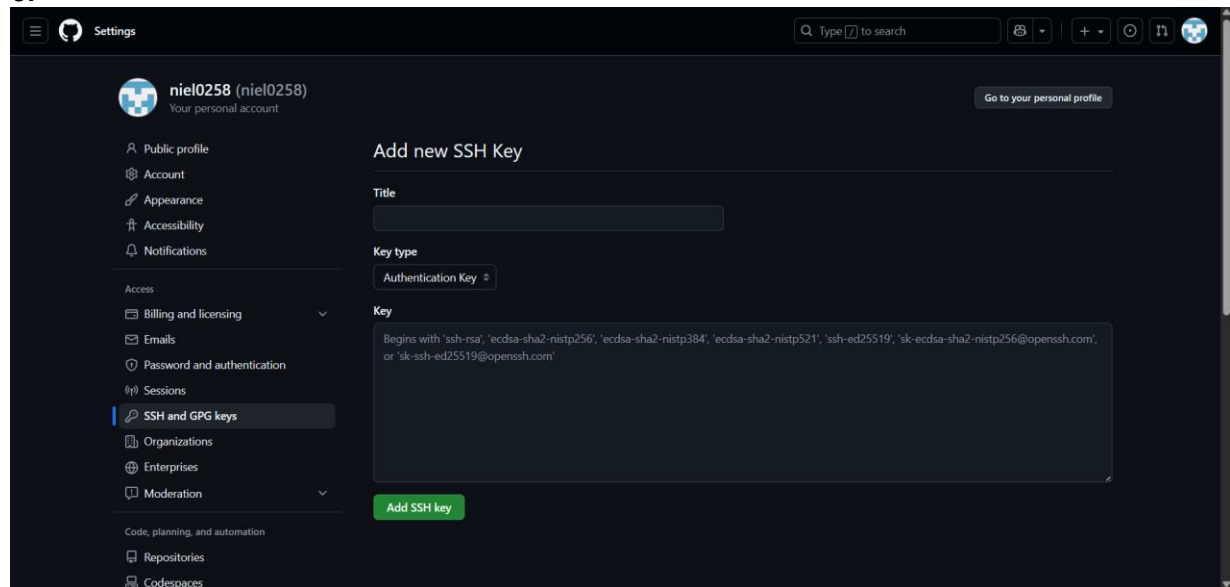 Settings
Type / to search
niel0258 (niel0258)
Your personal account
Go to your personal profile
Public profile
Account
Appearance
Accessibility
Notifications
Access
Billing and licensing
Emails
Password and authentication
Sessions
SSH and GPG keys
Organizations
Enterprises
Moderation
Code, planning, and automation
Repositories
Codespaces
Add new SSH Key
Title
Key type
Authentication Key
Key
Begins with 'ssh-rsa', 'ecdsa-sha2-nistp256', 'ecdsa-sha2-nistp384', 'ecdsa-sha2-nistp521', 'ssh-ed25519', 'sk-ecdsa-sha2-nistp256@openssh.com',
or 'sk-ssh-ed25519@openssh.com'
Add SSH key